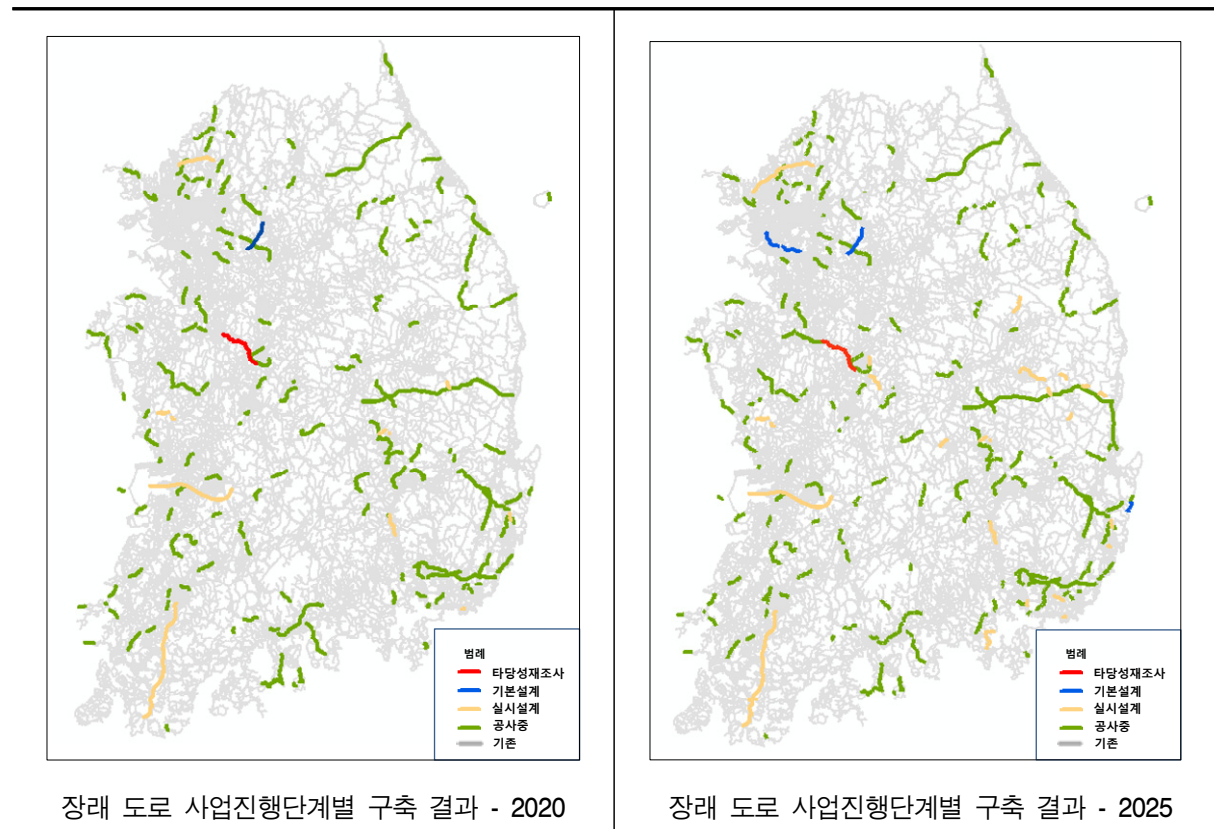 범례
타당성재조사
기본설계
실시설계
공사중
기존
범례
타당성재조사
기본설계
실시설계
공사중
기존
장래 도로 사업진행단계별 구축 결과 - 2020
장래 도로 사업진행단계별 구축 결과 - 2025